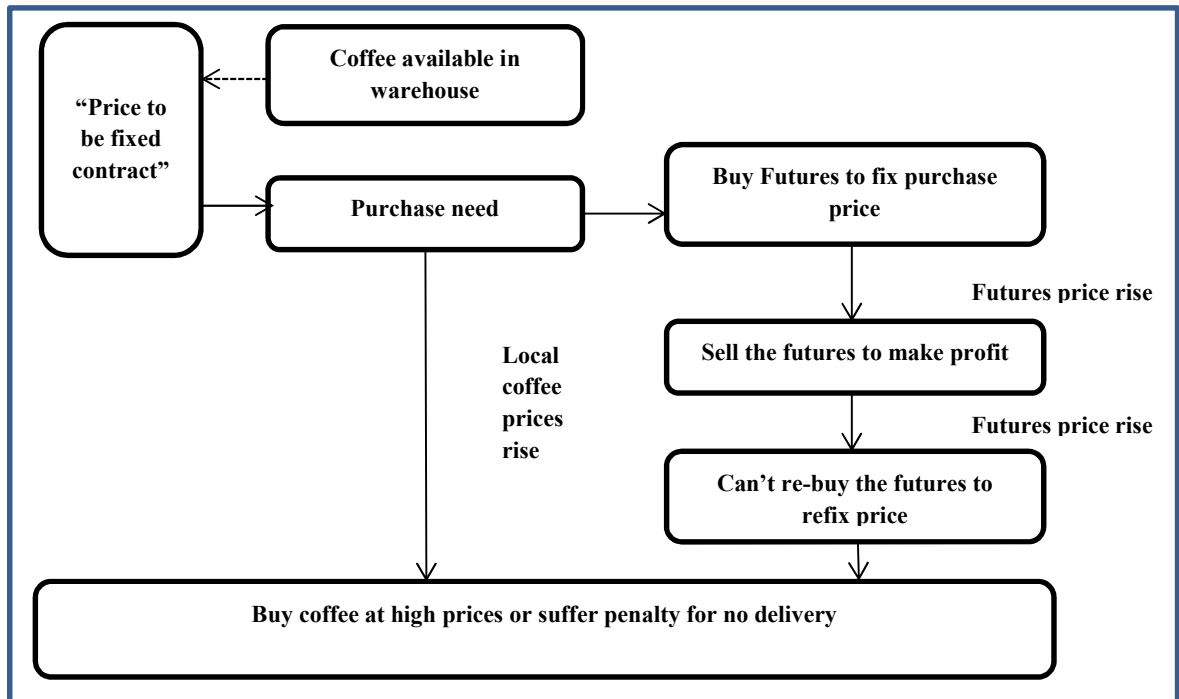 Coffee available in
warehouse
“Price to
be fixed
contract”
Purchase need
Buy Futures to fix purchase
price
Futures price rise
Sell the futures to make profit
Local
coffee
prices
rise
Futures price rise
Can’t re-buy the futures to
refix price
Buy coffee at high prices or suffer penalty for no delivery